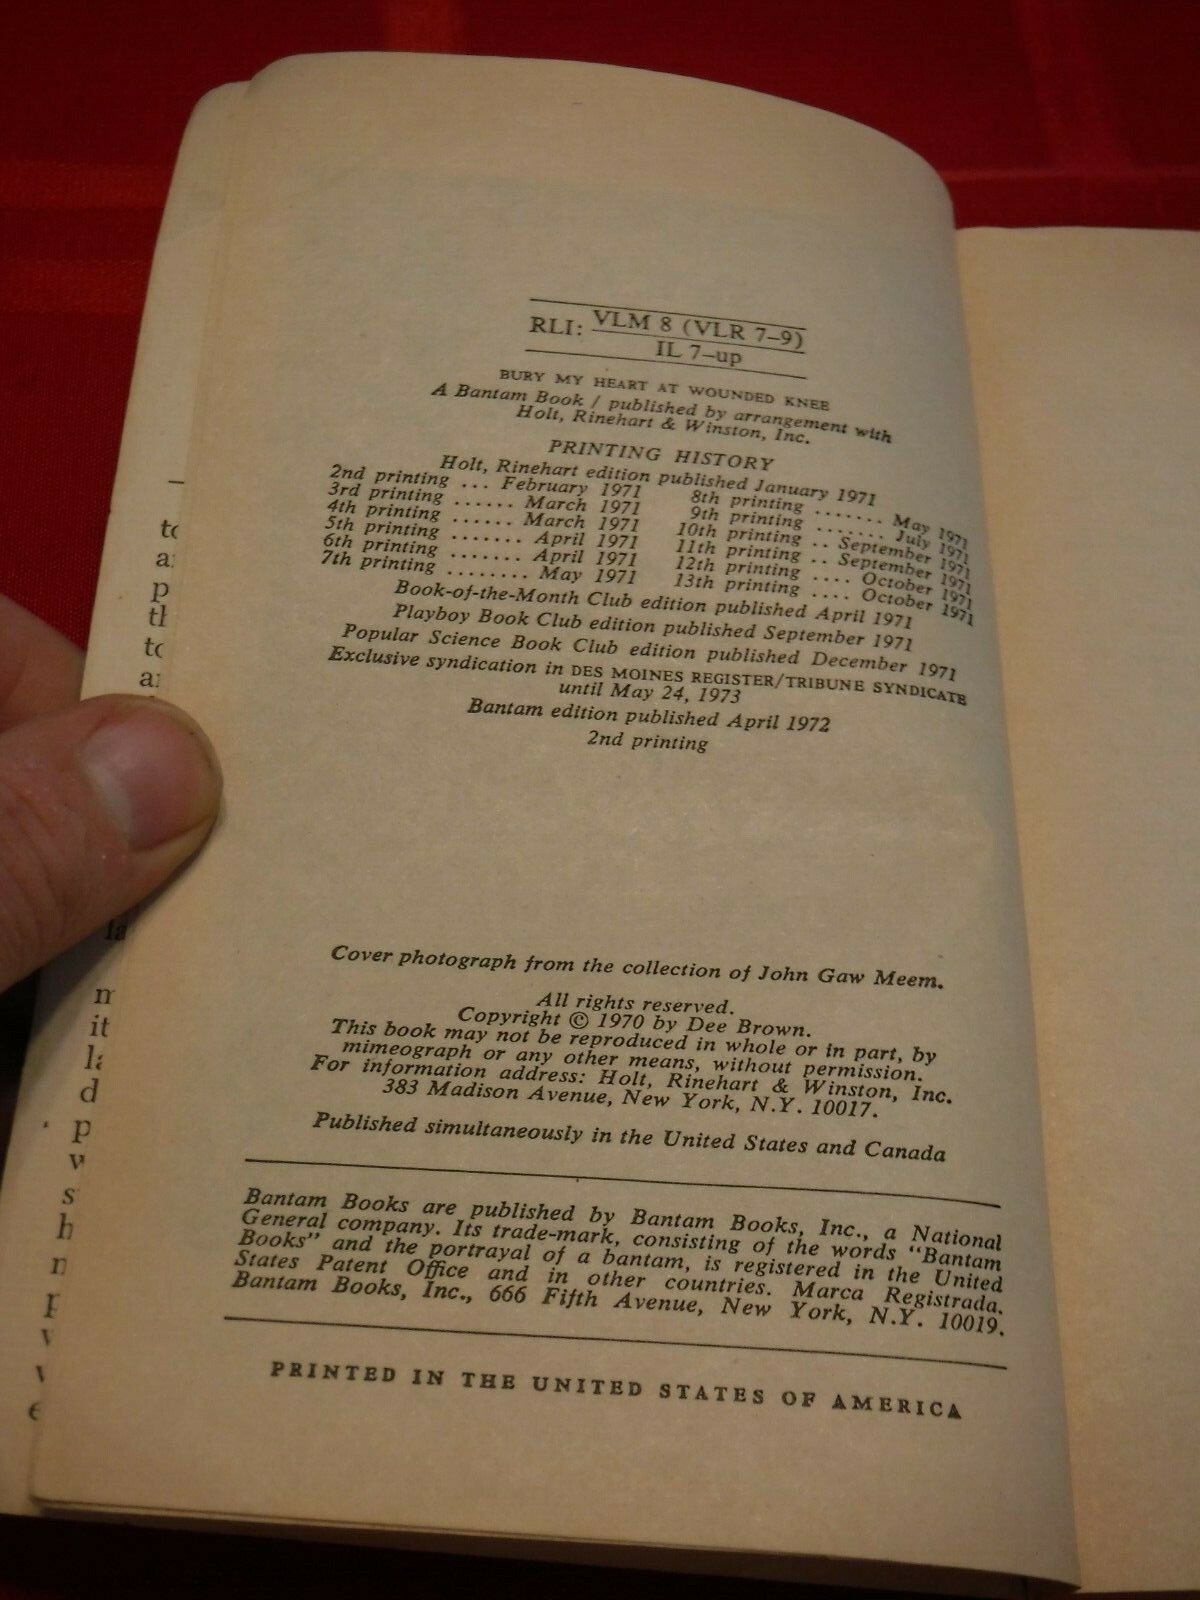 RLI: VLM 8 (VLR 7–9)
IL 7–up
BURY MY HEART AT WOUNDED KNEE
A Bantam Book / published by arrangement with
Holt, Rinehart & Winston, Inc.
PRINTING HISTORY
Holt, Rinehart edition published January 1971
2nd printing ... February 1971
3rd printing ...... March 1971
4th printing ...... March 1971
5th printing ....... April 1971
6th printing ....... April 1971
7th printing ........ May 1971
8th printing ....... May 1971
9th printing ....... July 1971
10th printing .. September 1971
11th printing .. September 1971
12th printing .... October 1971
13th printing .... October 1971
Book-of-the-Month Club edition published April 1971
Playboy Book Club edition published September 1971
Popular Science Book Club edition published December 1971
Exclusive syndication in DES MOINES REGISTER/TRIBUNE SYNDICATE
until May 24, 1973
Bantam edition published April 1972
2nd printing
Cover photograph from the collection of John Gaw Meem.
All rights reserved.
Copyright © 1970 by Dee Brown.
This book may not be reproduced in whole or in part, by
mimeograph or any other means, without permission.
For information address: Holt, Rinehart & Winston, Inc.
383 Madison Avenue, New York, N.Y. 10017.
Published simultaneously in the United States and Canada
Bantam Books are published by Bantam Books, Inc., a National
General company. Its trade-mark, consisting of the words "Bantam
Books" and the portrayal of a bantam, is registered in the United
States Patent Office and in other countries. Marca Registrada.
Bantam Books, Inc., 666 Fifth Avenue, New York, N.Y. 10019.
PRINTED IN THE UNITED STATES OF AMERICA